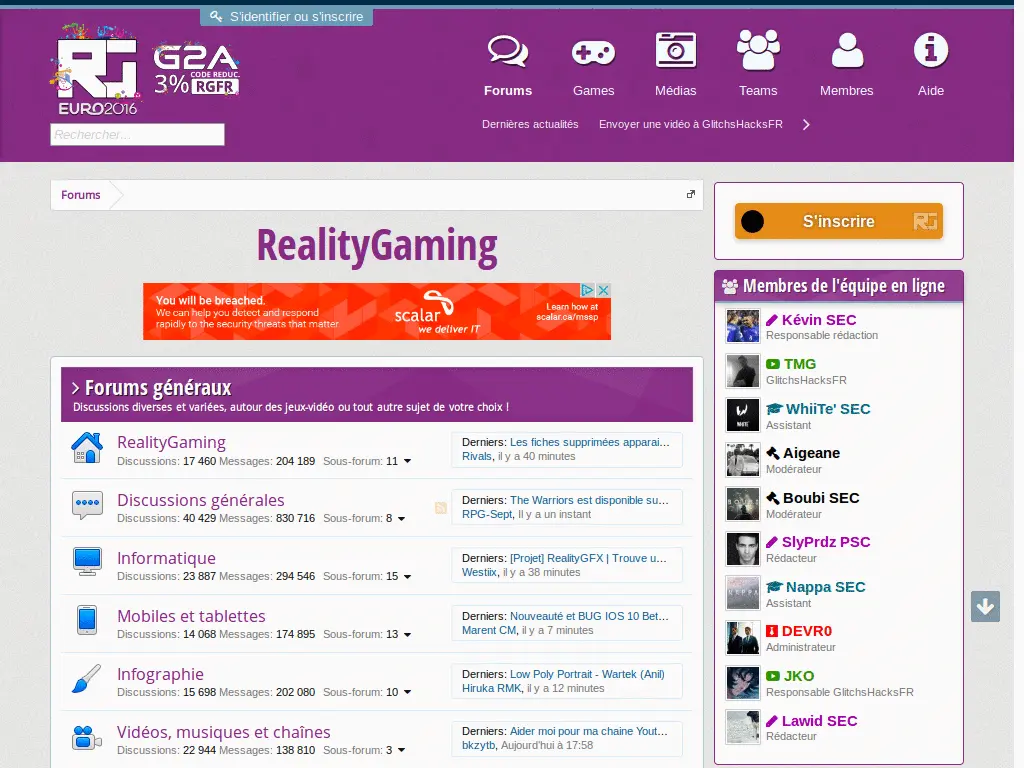 S'identifier ou s'inscrire
RJ
EURO2016
G2A
3% CODE REDUC. RGFR
Rechercher...
Forums
Games
Médias
Teams
Membres
Aide
Dernières actualités
Envoyer une vidéo à GlitchsHacksFR
Forums
RealityGaming
You will be breached.
We can help you detect and respond
rapidly to the security threats that matter.
scalar
we deliver IT
Learn how at
scalar.ca/mssp
Forums généraux
Discussions diverses et variées, autour des jeux-vidéo ou tout autre sujet de votre choix !
RealityGaming
Discussions: 17 460 Messages: 204 189 Sous-forum: 11
Derniers: Les fiches supprimées apparai...
Rivals, il y a 40 minutes
Discussions générales
Discussions: 40 429 Messages: 830 716 Sous-forum: 8
Derniers: The Warriors est disponible su...
RPG-Sept, Il y a un instant
Informatique
Discussions: 23 887 Messages: 294 546 Sous-forum: 15
Derniers: [Projet] RealityGFX | Trouve u...
Westiix, il y a 38 minutes
Mobiles et tablettes
Discussions: 14 068 Messages: 174 895 Sous-forum: 13
Derniers: Nouveauté et BUG IOS 10 Bet...
Marent CM, il y a 7 minutes
Infographie
Discussions: 15 698 Messages: 202 080 Sous-forum: 10
Derniers: Low Poly Portrait - Wartek (Anil)
Hiruka RMK, il y a 12 minutes
Vidéos, musiques et chaînes
Discussions: 22 944 Messages: 138 810 Sous-forum: 3
Derniers: Aider moi pour ma chaine Yout...
bkzytb, Aujourd'hui à 17:58
S'inscrire
RJ
Membres de l'équipe en ligne
Kévin SEC
Responsable rédaction
TMG
GlitchsHacksFR
WhiiTe' SEC
Assistant
Aigeane
Modérateur
Boubi SEC
Modérateur
SlyPrdz PSC
Rédacteur
Nappa SEC
Assistant
DEVR0
Administrateur
JKO
Responsable GlitchsHacksFR
Lawid SEC
Rédacteur